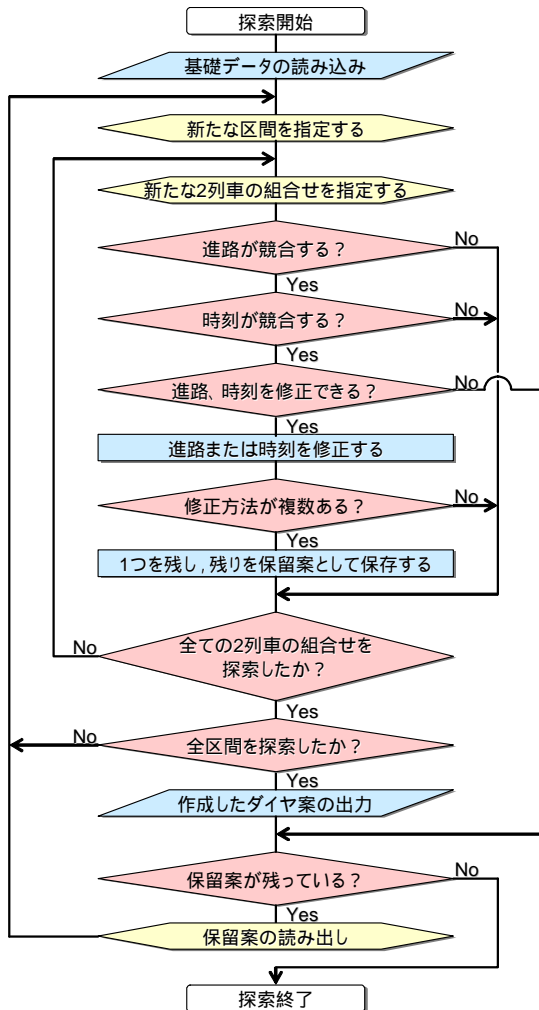 探索開始
基礎データの読み込み
新たな区間を指定する
新たな2列車の組合せを指定する
進路が競合する？
No
Yes
時刻が競合する？
No
Yes
進路、時刻を修正できる？
No
Yes
進路または時刻を修正する
修正方法が複数ある？
No
Yes
1つを残し,残りを保留案として保存する
全ての2列車の組合せを
探索したか？
No
Yes
全区間を探索したか？
No
Yes
作成したダイヤ案の出力
保留案が残っている？
No
Yes
保留案の読み出し
探索終了